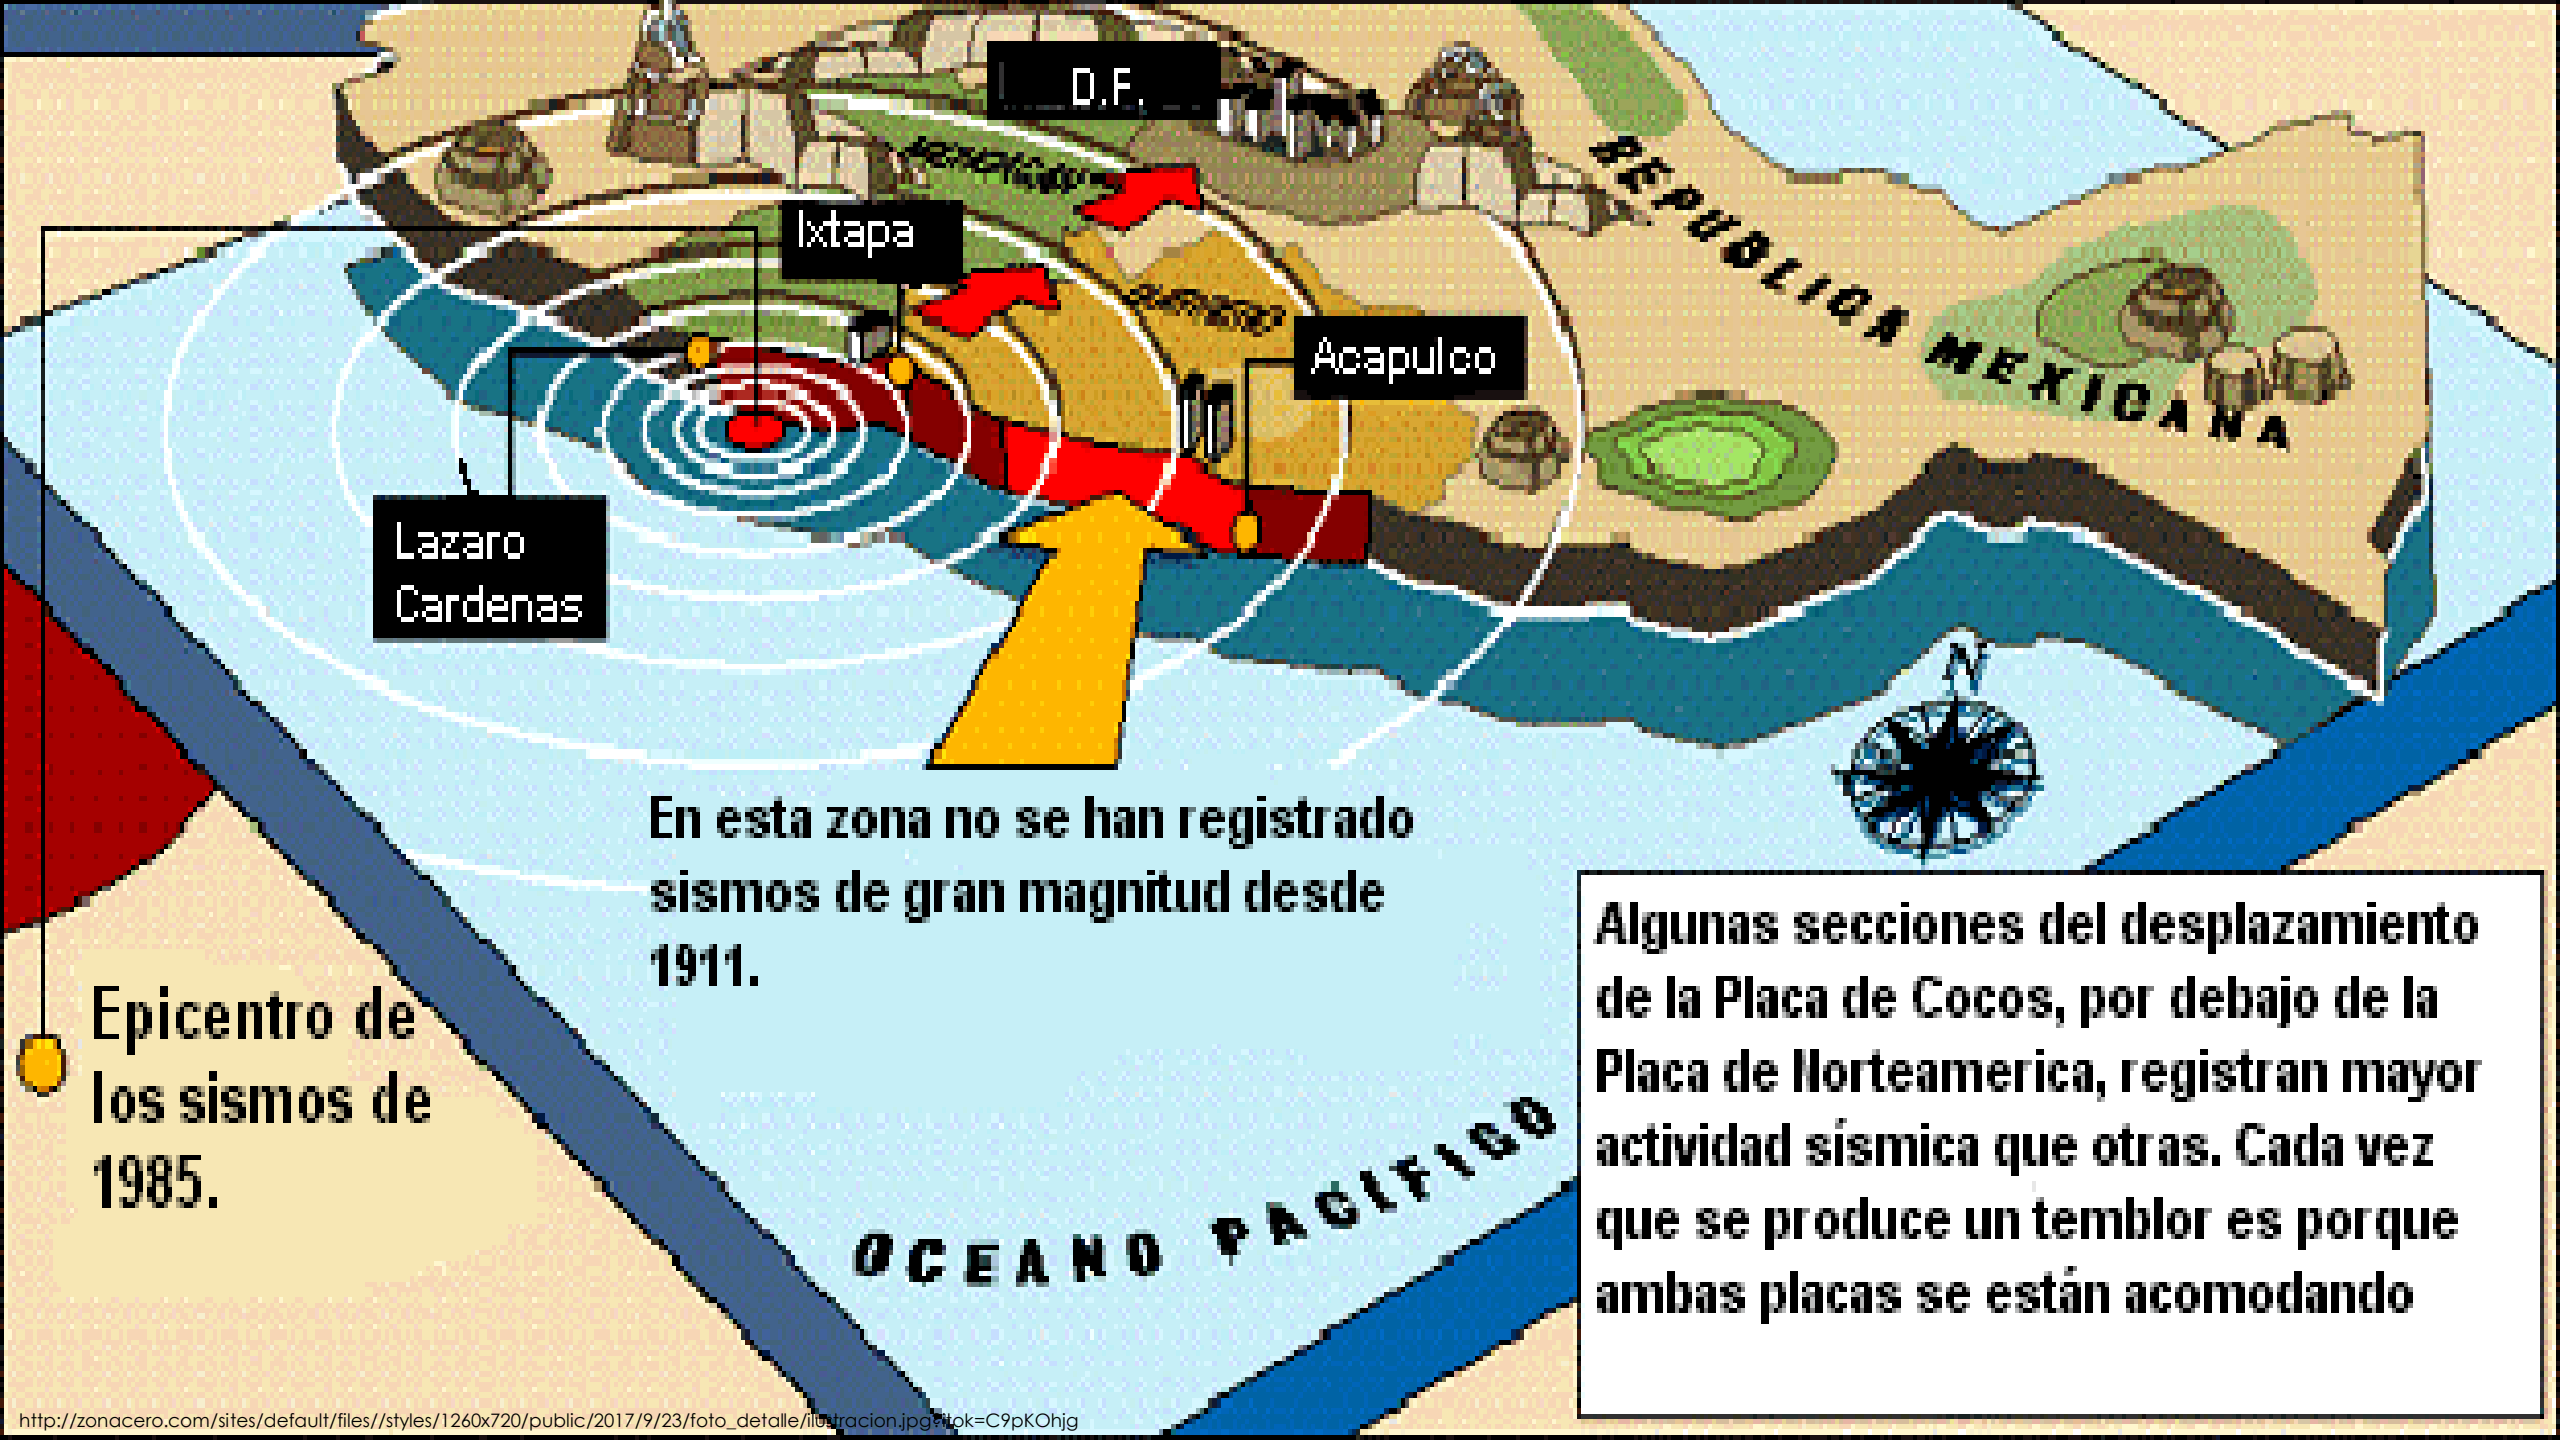 D.F.
Ixtapa
Acapulco
Lazaro
Cardenas
REPUBLICA MEXICANA
N
En esta zona no se han registrado
sismos de gran magnitud desde
1911.
Epicentro de
los sismos de
1985.
OCEANO PACIFICO
Algunas secciones del desplazamiento
de la Placa de Cocos, por debajo de la
Placa de Norteamerica, registran mayor
actividad sísmica que otras. Cada vez
que se produce un temblor es porque
ambas placas se están acomodando
http://zonacero.com/sites/default/files//styles/1260x720/public/2017/9/23/foto_detalle/ilustracion.jpg?itok=C9pKOhjg